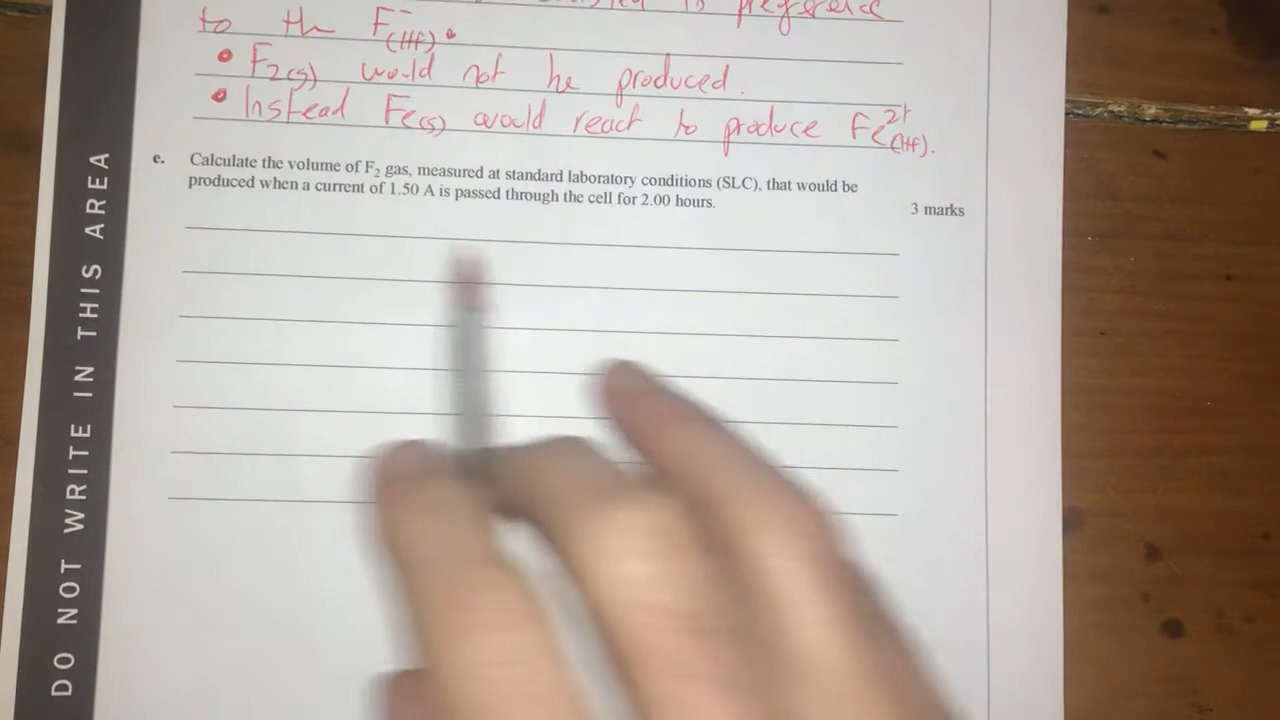 in preference
to the F⁻(HF).
• F2(g) would not be produced.
• Instead Fe(s) would react to produce Fe²⁺(HF).
e. Calculate the volume of F2 gas, measured at standard laboratory conditions (SLC), that would be
produced when a current of 1.50 A is passed through the cell for 2.00 hours.
3 marks
DO NOT WRITE IN THIS AREA